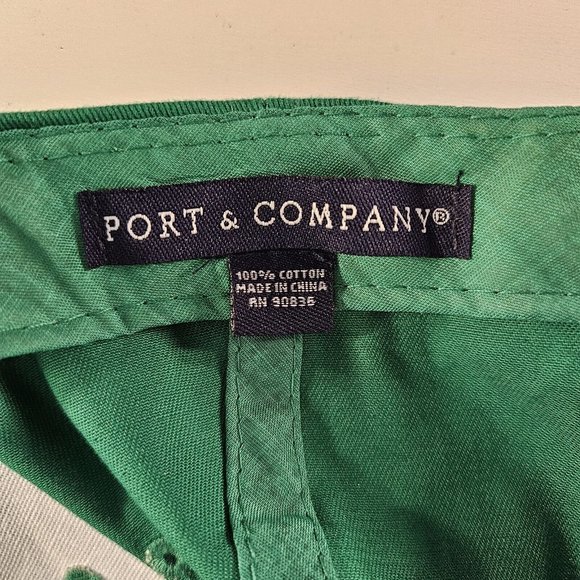 PORT & COMPANY®
100% COTTON
MADE IN CHINA
RN 90836